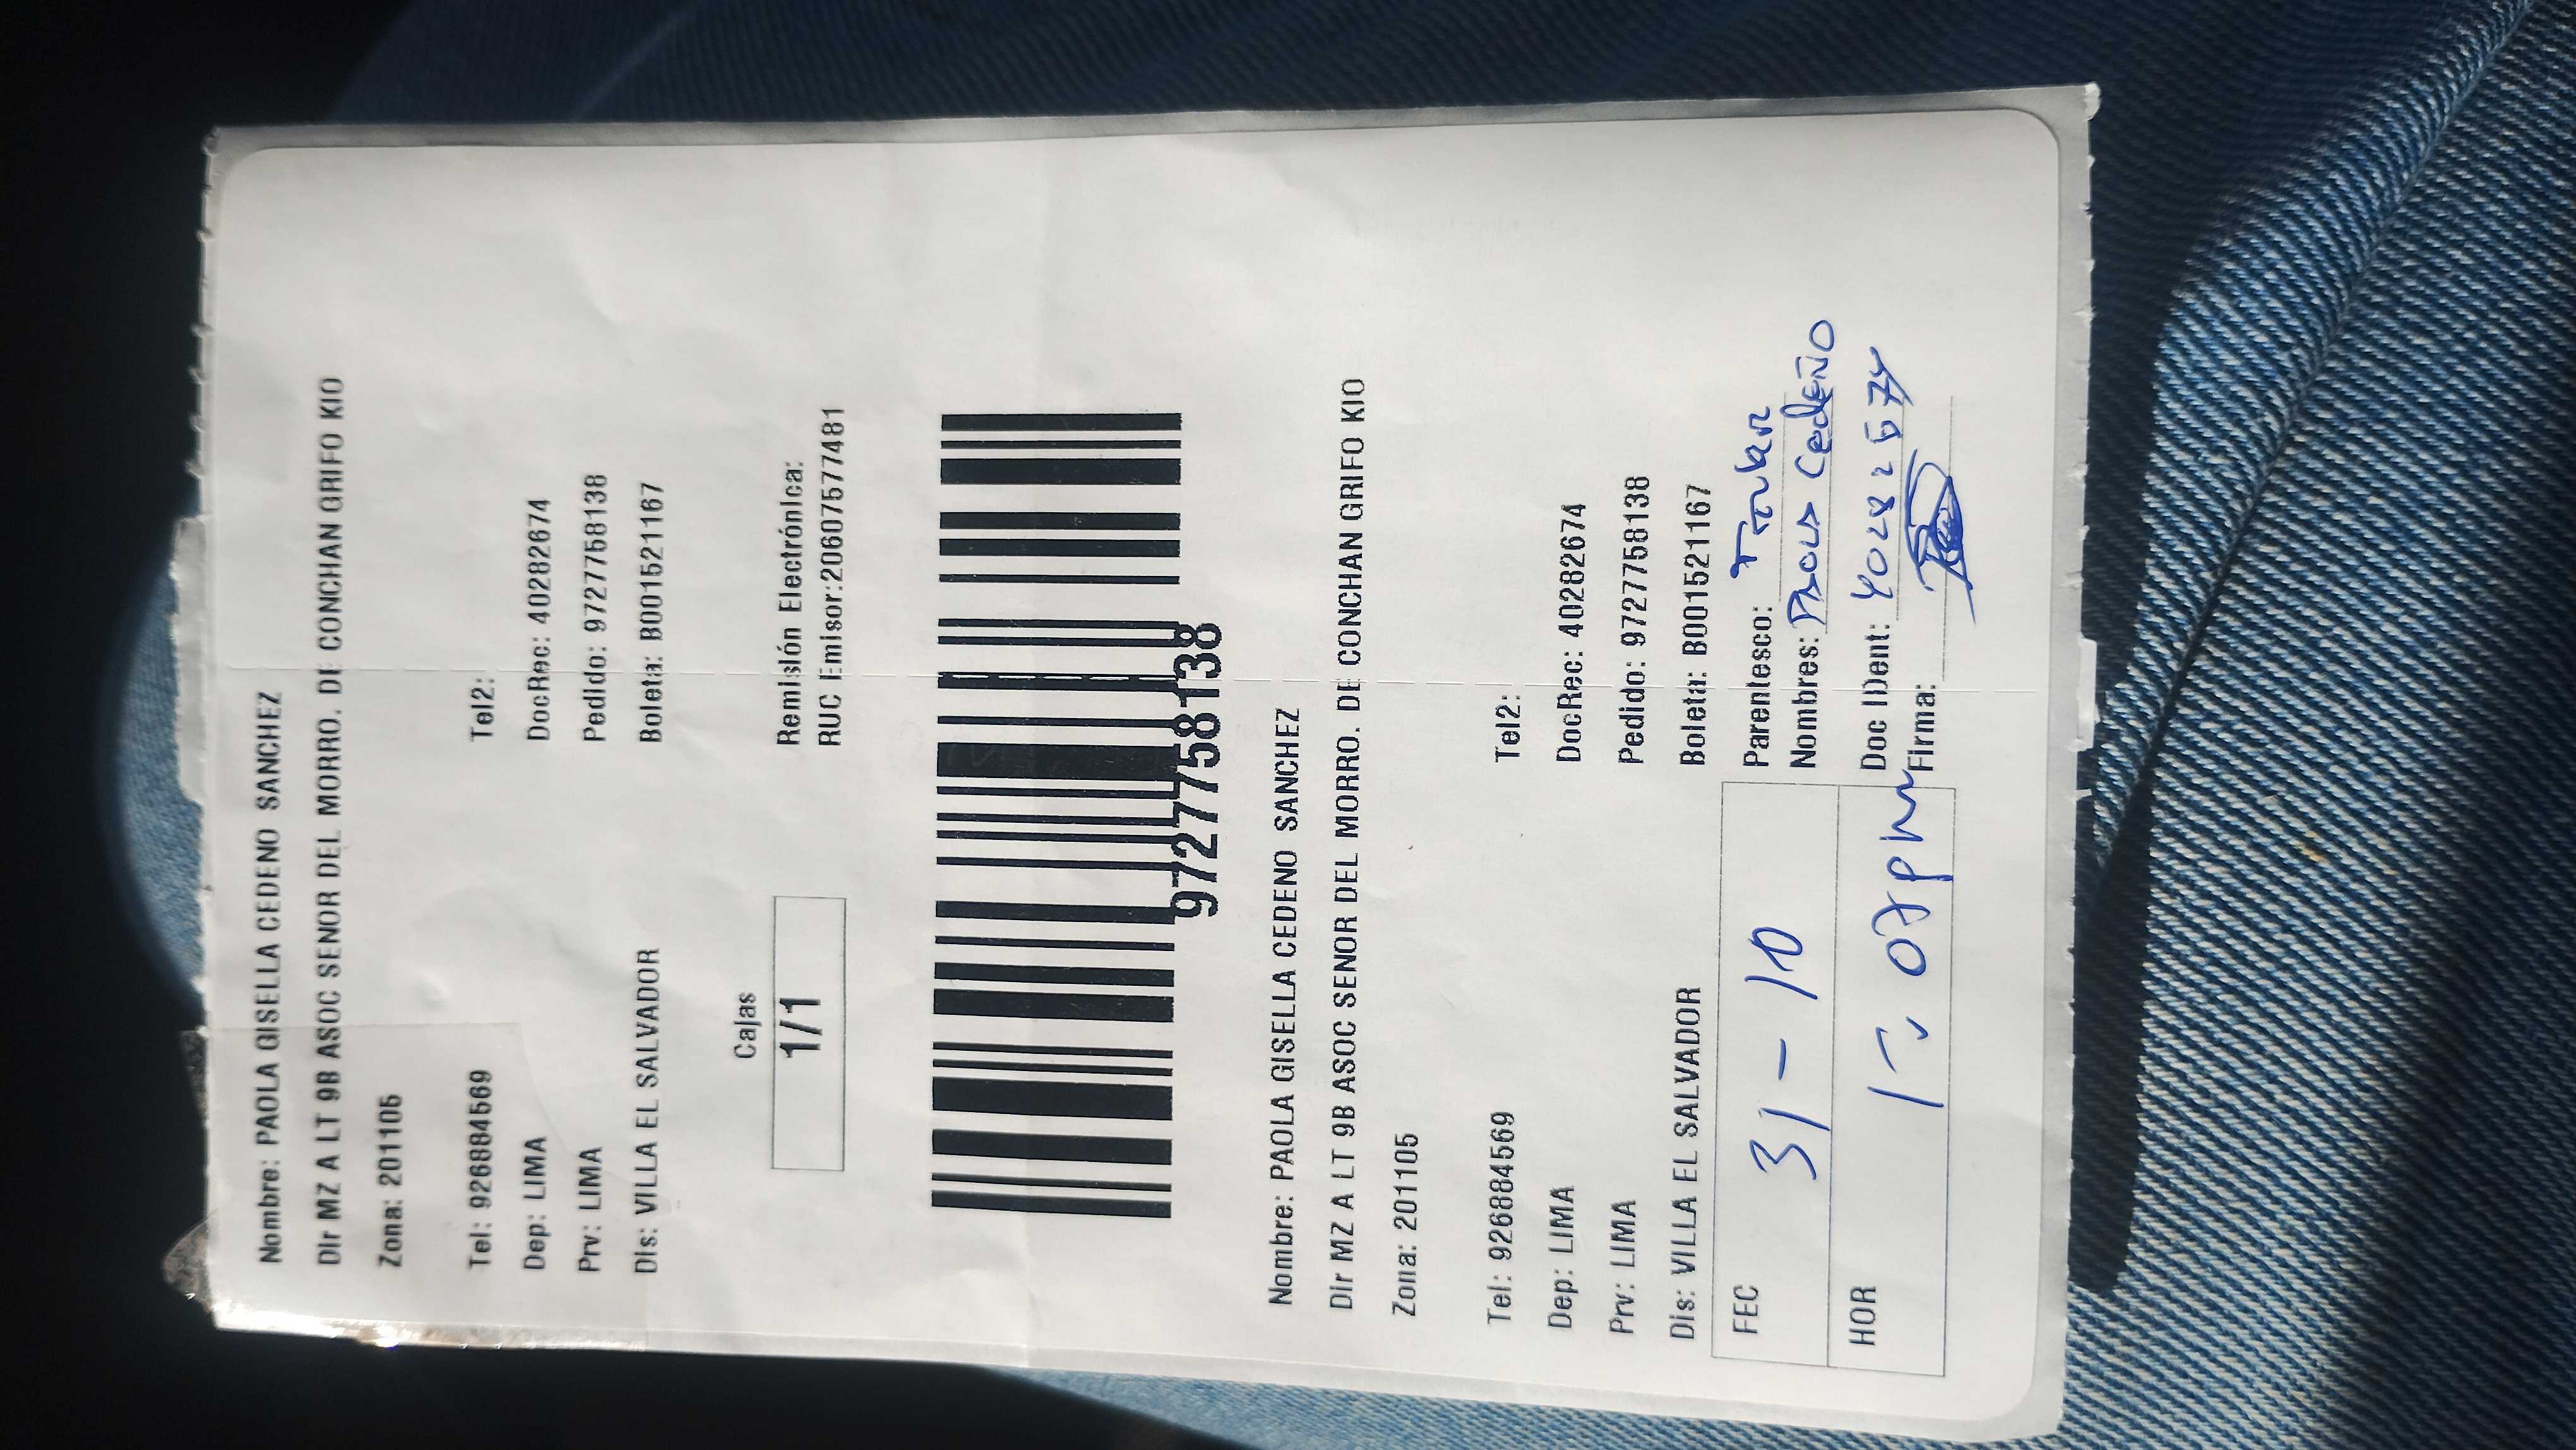 Nombre: PAOLA GISELLA CEDENO SANCHEZ
Dir MZ A LT 9B ASOC SENOR DEL MORRO. DE CONCHAN GRIFO KIO
Zona: 201105
Tel: 926884569 Tel2:
Dep: LIMA DocRec: 40282674
Prv: LIMA Pedido: 9727758138
Dis: VILLA EL SALVADOR Boleta: B001521167
Cajas
1/1
Remisión Electrónica:
RUC Emisor:20607577481
9727758138
Nombre: PAOLA GISELLA CEDENO SANCHEZ
Dir MZ A LT 9B ASOC SENOR DEL MORRO. DE CONCHAN GRIFO KIO
Zona: 201105
Tel: 926884569 Tel2:
Dep: LIMA DocRec: 40282674
Prv: LIMA Pedido: 9727758138
Dis: VILLA EL SALVADOR Boleta: B001521167
FEC 31-10
HOR
Parentesco: Titular
Nombres: PAOLA CEDEÑO
Doc IDent: 40282674
Firma: